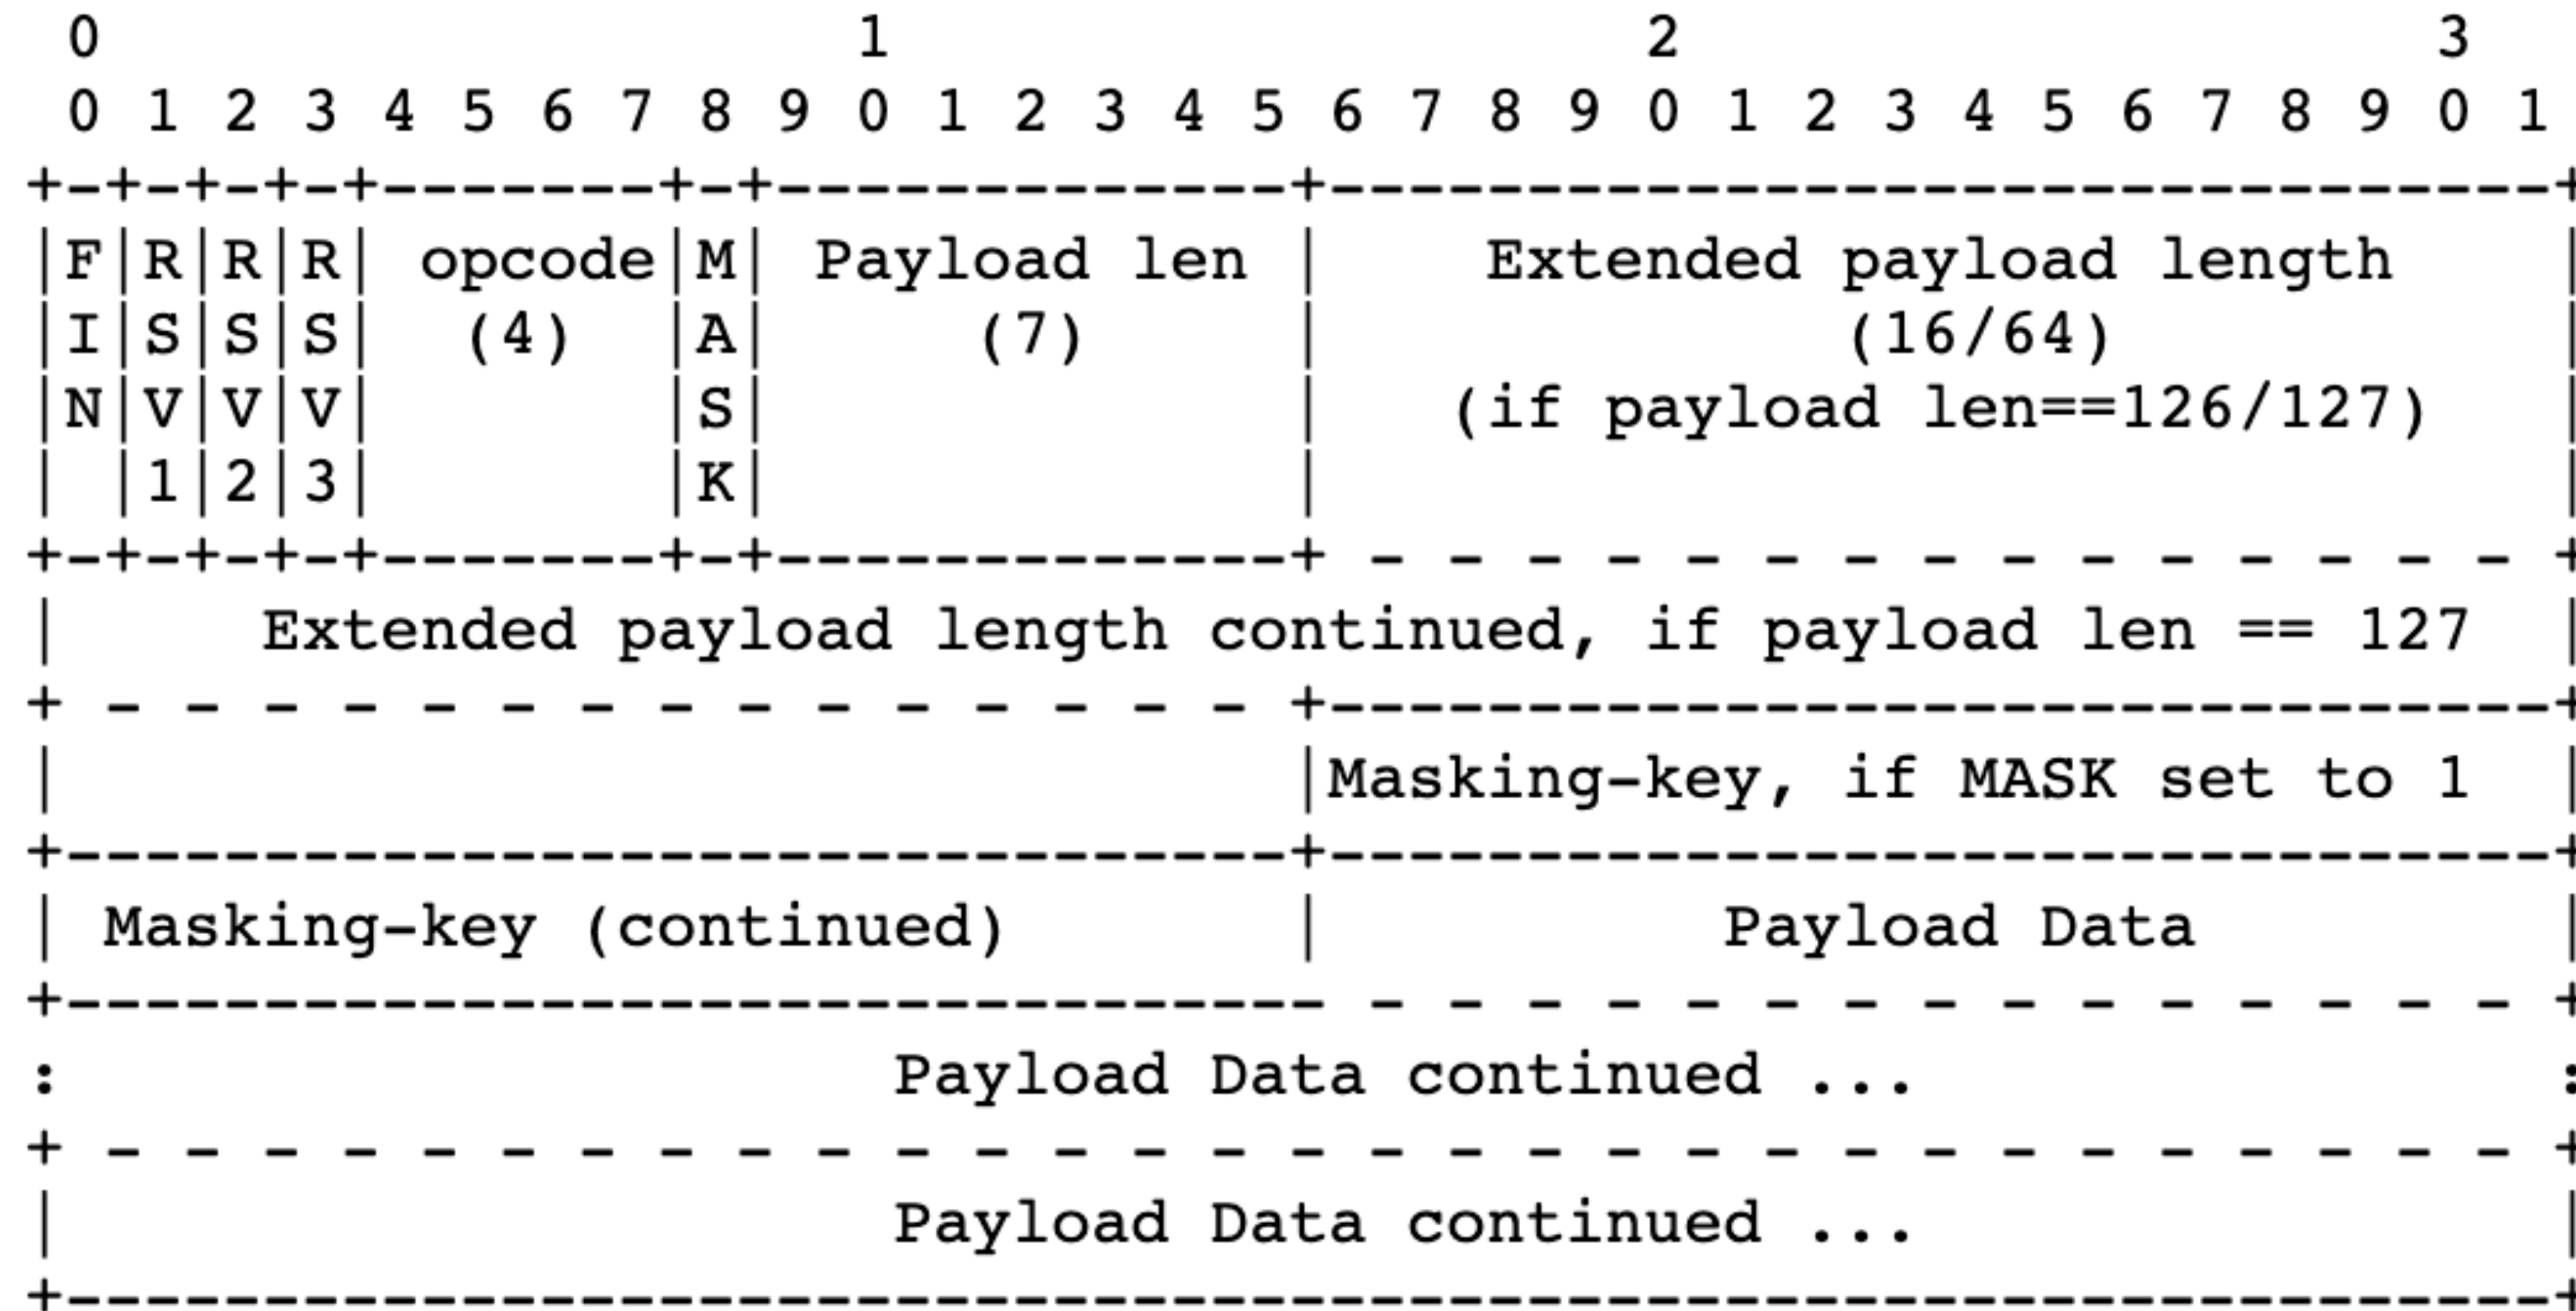 0                   1                   2                   3
 0 1 2 3 4 5 6 7 8 9 0 1 2 3 4 5 6 7 8 9 0 1 2 3 4 5 6 7 8 9 0 1
+-+-+-+-+-------+-+-------------+-------------------------------+
|F|R|R|R| opcode|M| Payload len |    Extended payload length    |
|I|S|S|S|  (4)  |A|     (7)     |             (16/64)           |
|N|V|V|V|       |S|             |   (if payload len==126/127)   |
| |1|2|3|       |K|             |                               |
+-+-+-+-+-------+-+-------------+ - - - - - - - - - - - - - - - +
|     Extended payload length continued, if payload len == 127  |
+ - - - - - - - - - - - - - - - +-------------------------------+
|                               |Masking-key, if MASK set to 1  |
+-------------------------------+-------------------------------+
| Masking-key (continued)       |          Payload Data         |
+-------------------------------- - - - - - - - - - - - - - - - +
:                     Payload Data continued ...                :
+ - - - - - - - - - - - - - - - - - - - - - - - - - - - - - - - +
|                     Payload Data continued ...                |
+---------------------------------------------------------------+